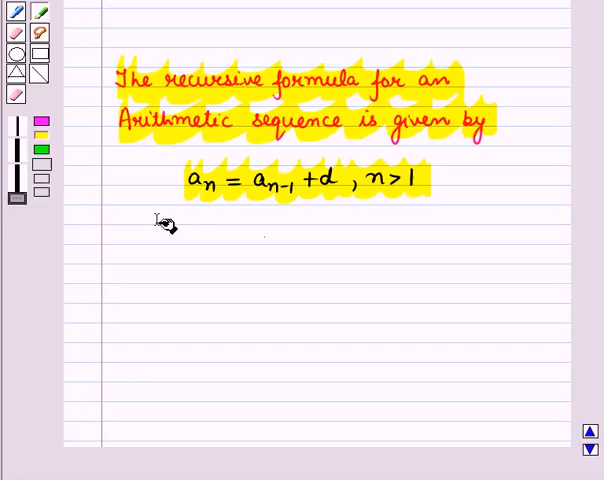 The recursive formula for an
Arithmetic sequence is given by
aₙ = aₙ₋₁ + d , n > 1